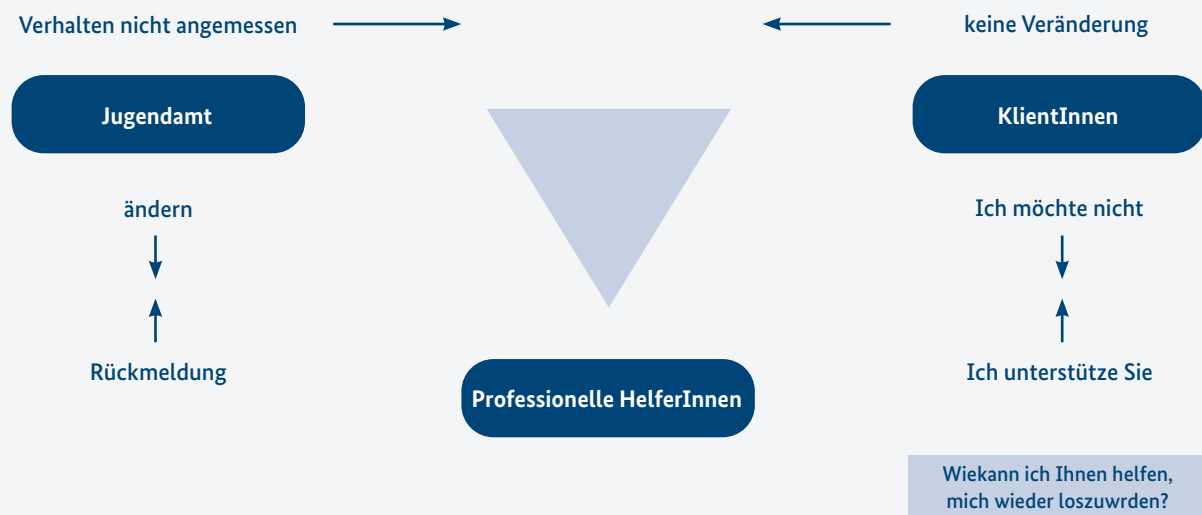 Verhalten nicht angemessen
keine Veränderung
Jugendamt
KlientInnen
ändern
Ich möchte nicht
Rückmeldung
Ich unterstütze Sie
Professionelle HelferInnen
Wiekann ich Ihnen helfen,
mich wieder loszuwrden?